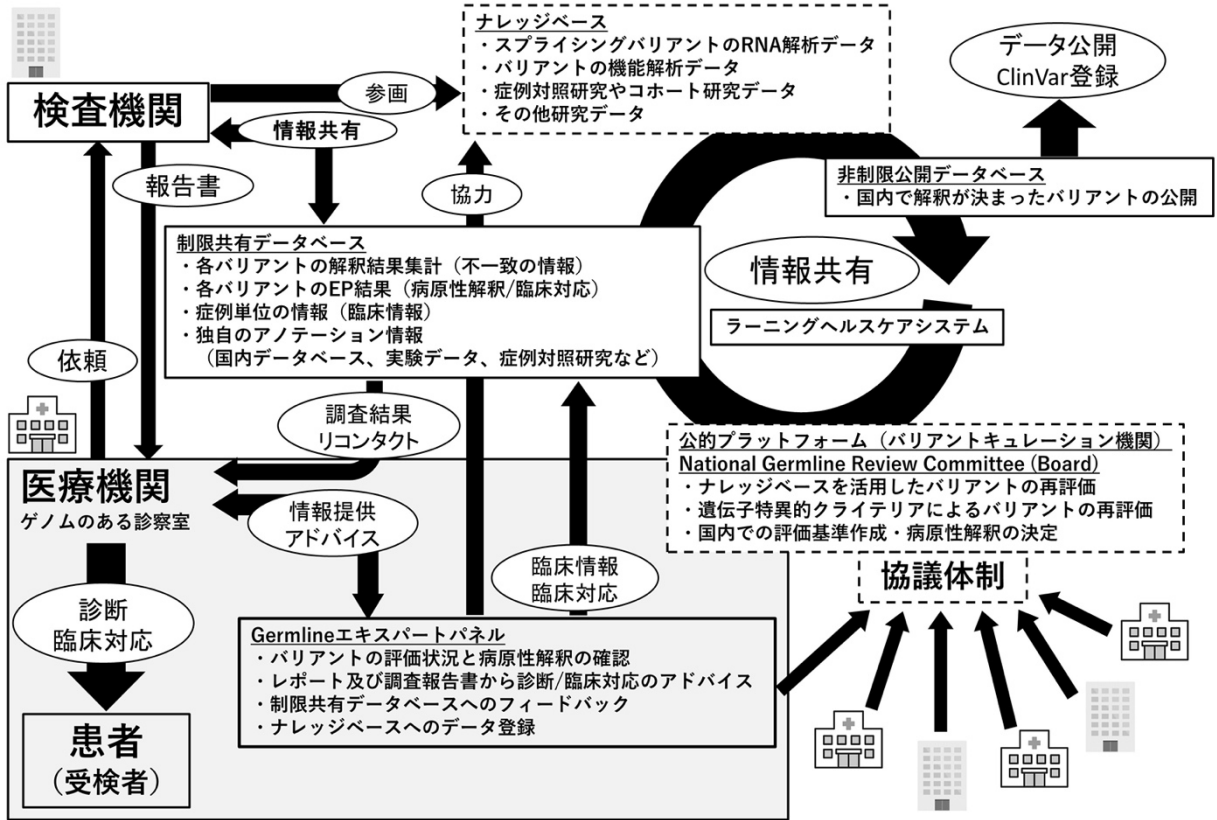 ナレッジベース
・スプライシングバリアントのRNA解析データ
・バリアントの機能解析データ
・症例対照研究やコホート研究データ
・その他研究データ
データ公開
ClinVar登録
検査機関
参画
情報共有
報告書
協力
非制限公開データベース
・国内で解釈が決まったバリアントの公開
制限共有データベース
・各バリアントの解釈結果集計（不一致の情報）
・各バリアントのEP結果（病原性解釈/臨床対応）
・症例単位の情報（臨床情報）
・独自のアノテーション情報
（国内データベース、実験データ、症例対照研究など）
情報共有
ラーニングヘルスケアシステム
依頼
調査結果
リコンタクト
公的プラットフォーム（バリアントキュレーション機関）
National Germline Review Committee (Board)
・ナレッジベースを活用したバリアントの再評価
・遺伝子特異的クライテリアによるバリアントの再評価
・国内での評価基準作成・病原性解釈の決定
医療機関
ゲノムのある診察室
情報提供
アドバイス
臨床情報
臨床対応
協議体制
診断
臨床対応
Germlineエキスパートパネル
・バリアントの評価状況と病原性解釈の確認
・レポート及び調査報告書から診断/臨床対応のアドバイス
・制限共有データベースへのフィードバック
・ナレッジベースへのデータ登録
患者
（受検者）